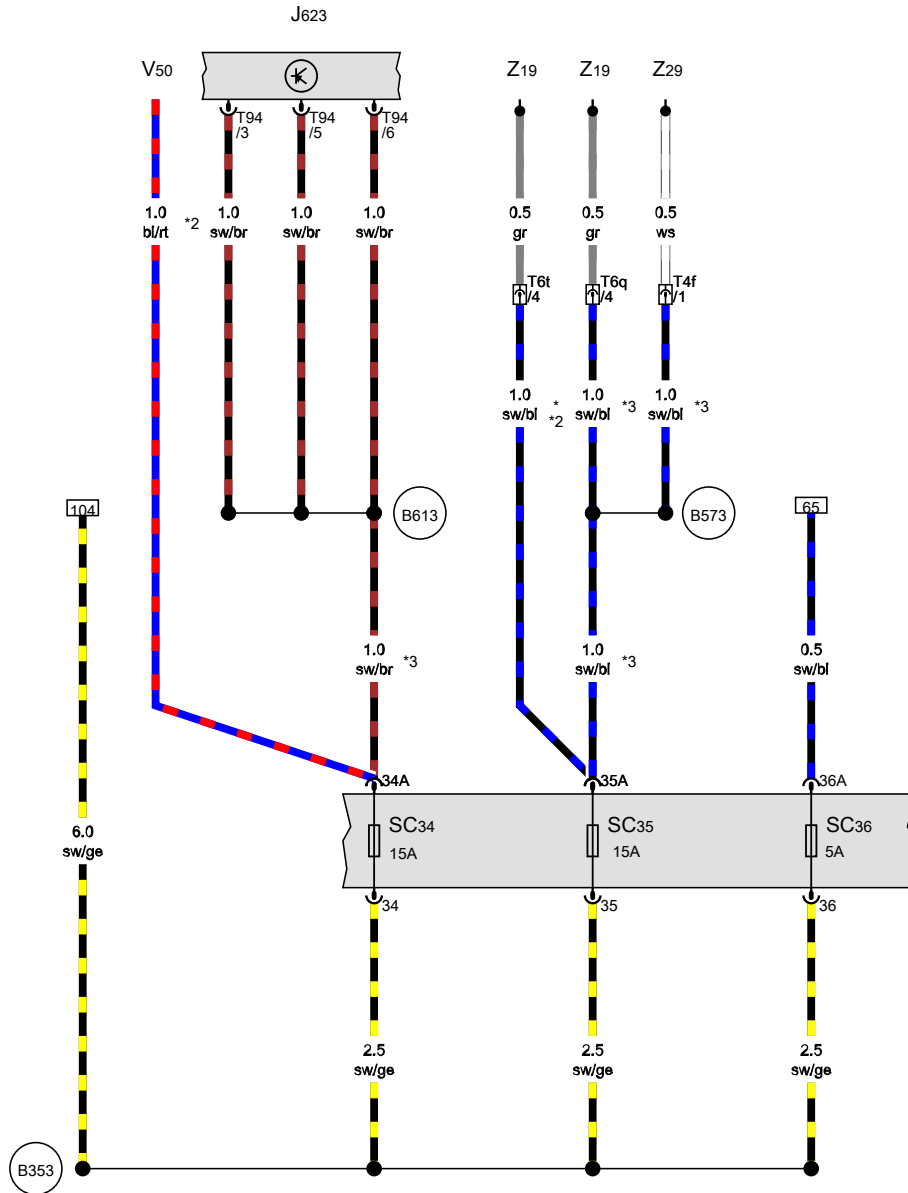 J623
V50
Z19
Z19
Z29
T94
/3
T94
/5
T94
/6
1.0
bl/rt
*2
1.0
sw/br
1.0
sw/br
1.0
sw/br
0.5
gr
0.5
gr
0.5
ws
T6t
/4
T6q
/4
T4f
/1
1.0
sw/bl
*
*2
1.0
sw/bl
*3
1.0
sw/bl
*3
104
B613
B573
65
1.0
sw/br
*3
1.0
sw/bl
*3
0.5
sw/bl
34A
35A
36A
6.0
sw/ge
SC34
15A
SC35
15A
SC36
5A
34
35
36
2.5
sw/ge
2.5
sw/ge
2.5
sw/ge
B353